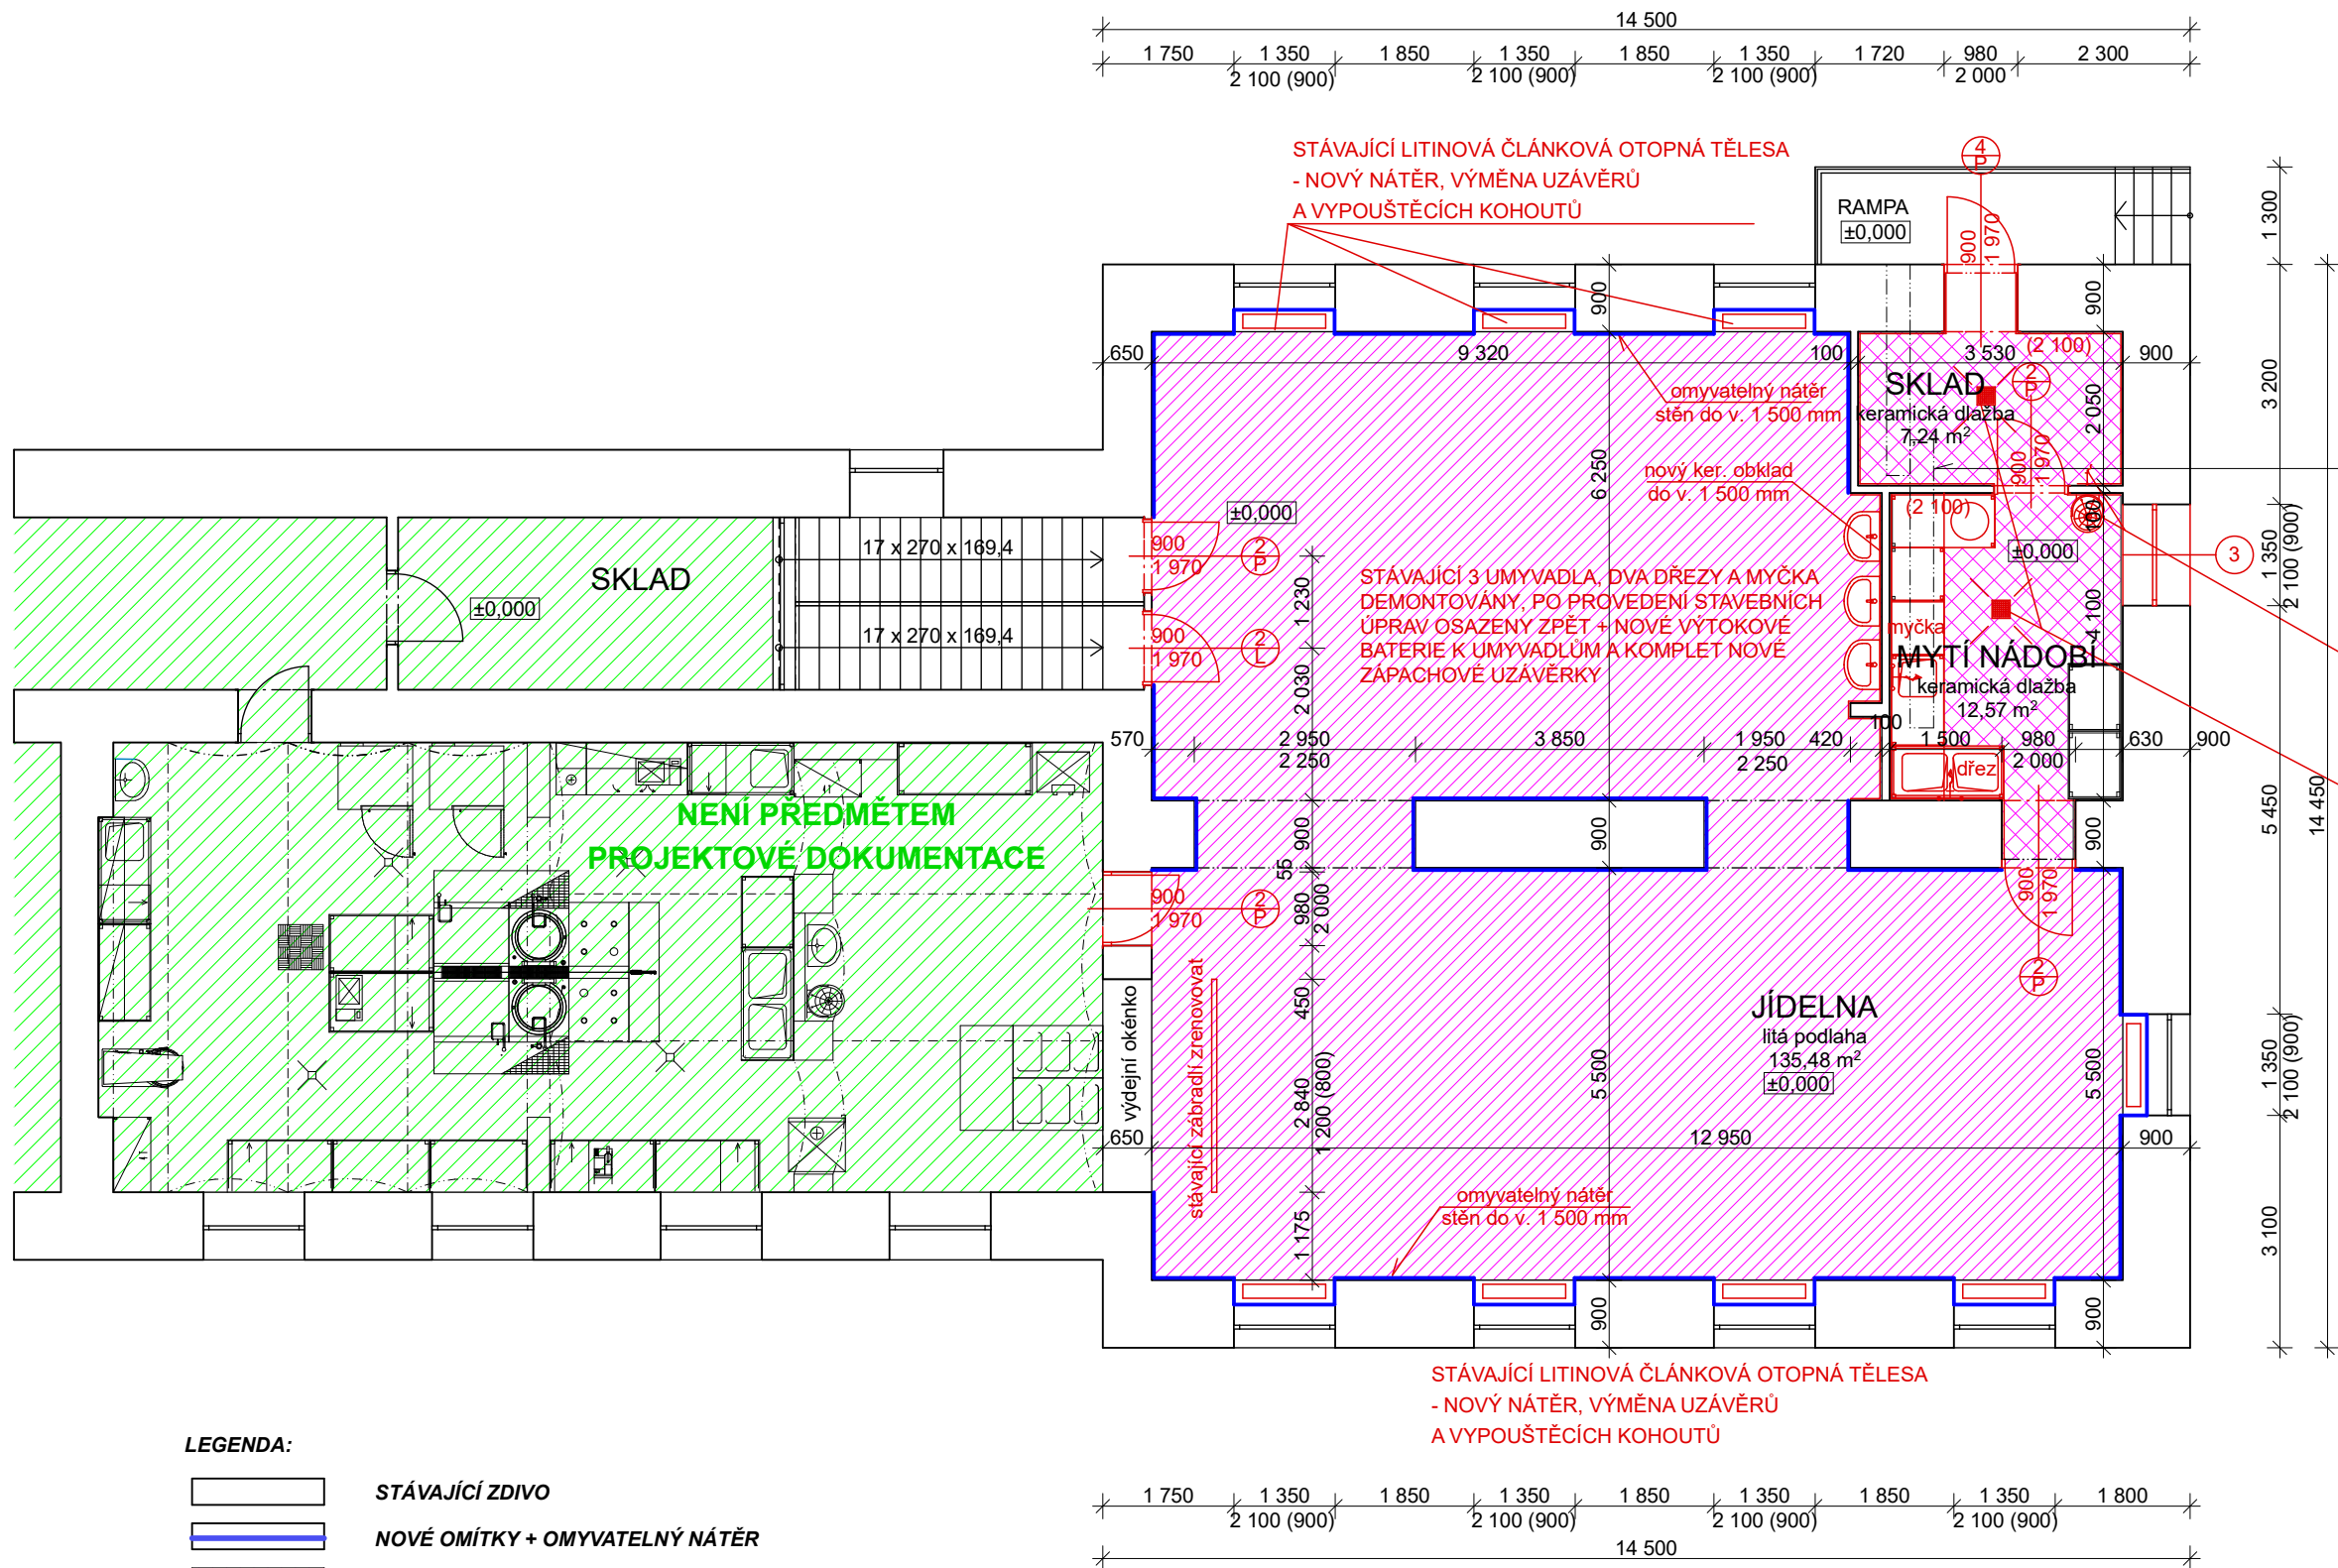 14 500
1 750 1 350 1 850 1 350 1 850 1 350 1 720 980 2 300
2 100 (900) 2 100 (900) 2 100 (900) 2 000
STÁVAJÍCÍ LITINOVÁ ČLÁNKOVÁ OTOPNÁ TĚLESA
- NOVÝ NÁTĚR, VÝMĚNA UZÁVĚRŮ
A VYPOUŠTĚCÍCH KOHOUTŮ
4
P
RAMPA
±0,000
900
1 970
1 300
900
900
650 9 320 100 3 530 (2 100) 900
SKLAD
keramická dlažba
7,24 m²
2
P
2 050
3 200
omyvatelný nátěr
stěn do v. 1 500 mm
900
1 970
nový ker. obklad
do v. 1 500 mm
6 250
±0,000
(2 100)
100
±0,000
3
1 350
2 100 (900)
17 x 270 x 169,4
900
1 970
2
P
SKLAD
±0,000
1 230
17 x 270 x 169,4
900
1 970
2
L
2 030
STÁVAJÍCÍ 3 UMYVADLA, DVA DŘEZY A MYČKA
DEMONTOVÁNY, PO PROVEDENÍ STAVEBNÍCH
ÚPRAV OSAZENY ZPĚT + NOVÉ VÝTOKOVÉ
BATERIE K UMYVADLŮM A KOMPLET NOVÉ
ZÁPACHOVÉ UZÁVĚRKY
myčka
4 100
MYTÍ NÁDOBÍ
keramická dlažba
12,57 m²
100
570 2 950 3 850 1 950 420 1 500 980 630 900
2 250 2 250 2 000
dřez
5 450
14 450
NENÍ PŘEDMĚTEM
PROJEKTOVÉ DOKUMENTACE
900
55
900
900
900
1 970
2
P
980
2 000
900
1 970
2
P
výdejní okénko
stávající zábradlí zrenovovat
450
JÍDELNA
litá podlaha
135,48 m²
±0,000
2 840
1 200 (800)
5 500
5 500
1 350
2 100 (900)
650 12 950 900
omyvatelný nátěr
stěn do v. 1 500 mm
1 175
3 100
900
900
STÁVAJÍCÍ LITINOVÁ ČLÁNKOVÁ OTOPNÁ TĚLESA
- NOVÝ NÁTĚR, VÝMĚNA UZÁVĚRŮ
A VYPOUŠTĚCÍCH KOHOUTŮ
LEGENDA:
STÁVAJÍCÍ ZDIVO
NOVÉ OMÍTKY + OMYVATELNÝ NÁTĚR
1 750 1 350 1 850 1 350 1 850 1 350 1 850 1 350 1 800
2 100 (900) 2 100 (900) 2 100 (900) 2 100 (900)
14 500